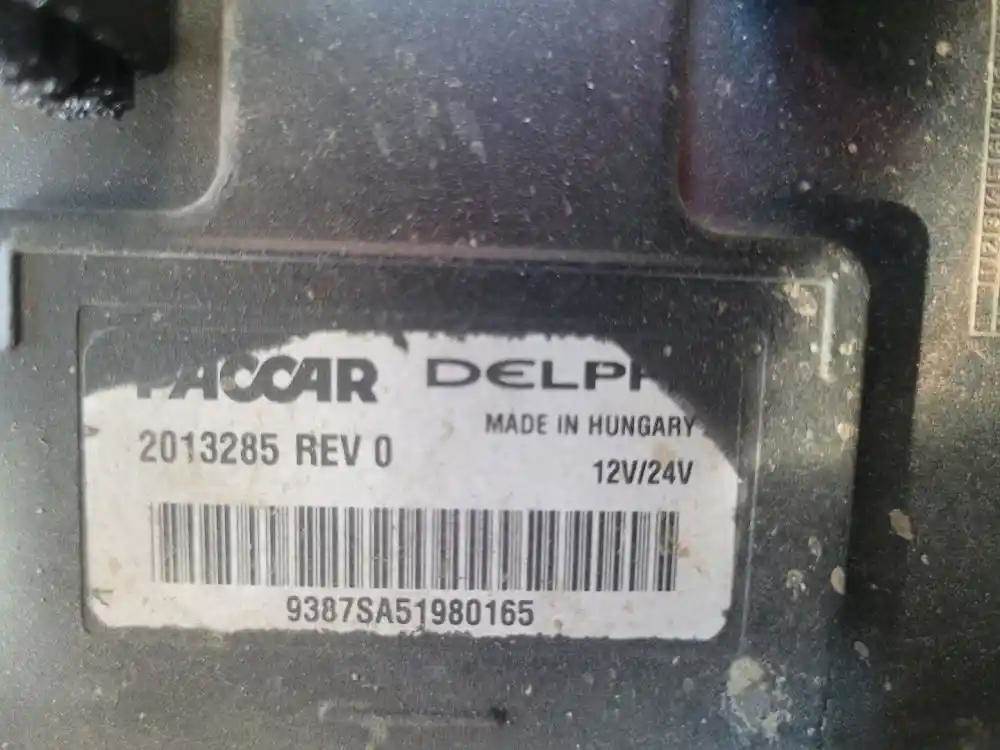 PACCAR DELPHI
MADE IN HUNGARY
2013285 REV 0
12V/24V
9387SA51980165